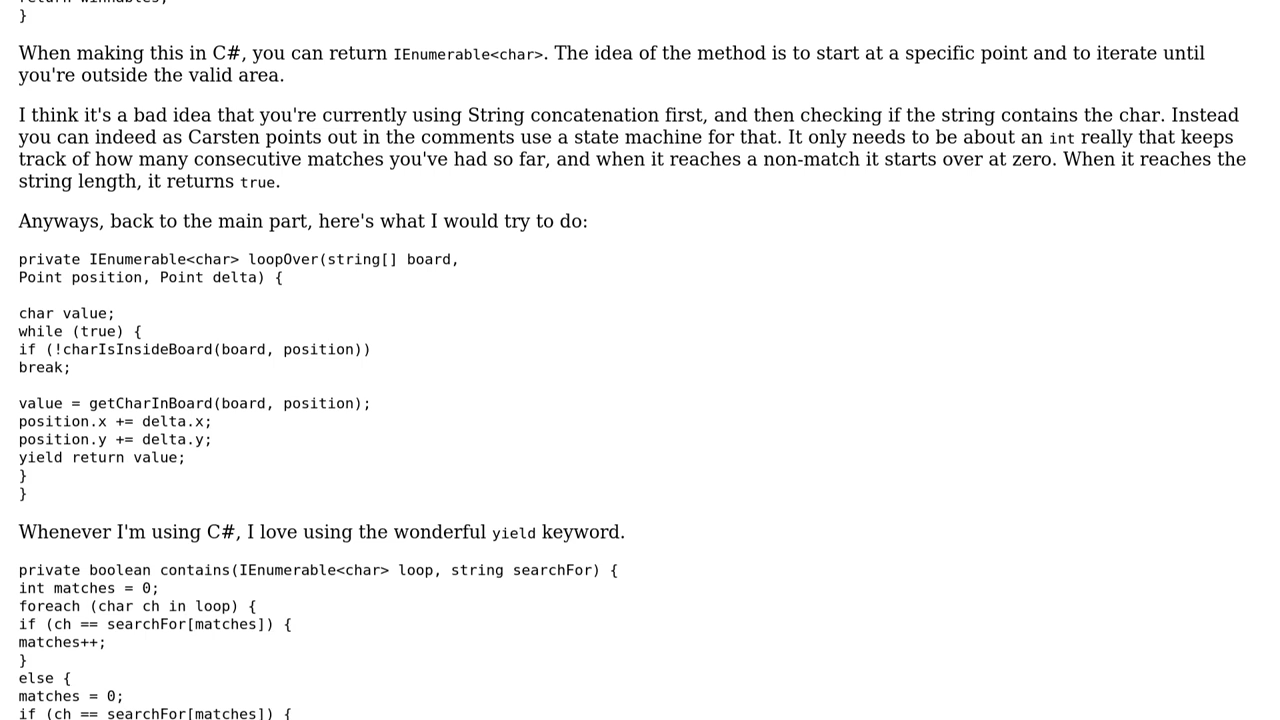 return winnables;
}
When making this in C#, you can return IEnumerable<char>. The idea of the method is to start at a specific point and to iterate until
you're outside the valid area.
I think it's a bad idea that you're currently using String concatenation first, and then checking if the string contains the char. Instead
you can indeed as Carsten points out in the comments use a state machine for that. It only needs to be about an int really that keeps
track of how many consecutive matches you've had so far, and when it reaches a non-match it starts over at zero. When it reaches the
string length, it returns true.
Anyways, back to the main part, here's what I would try to do:
private IEnumerable<char> loopOver(string[] board,
Point position, Point delta) {
char value;
while (true) {
if (!charIsInsideBoard(board, position))
break;
value = getCharInBoard(board, position);
position.x += delta.x;
position.y += delta.y;
yield return value;
}
}
Whenever I'm using C#, I love using the wonderful yield keyword.
private boolean contains(IEnumerable<char> loop, string searchFor) {
int matches = 0;
foreach (char ch in loop) {
if (ch == searchFor[matches]) {
matches++;
}
else {
matches = 0;
if (ch == searchFor[matches]) {